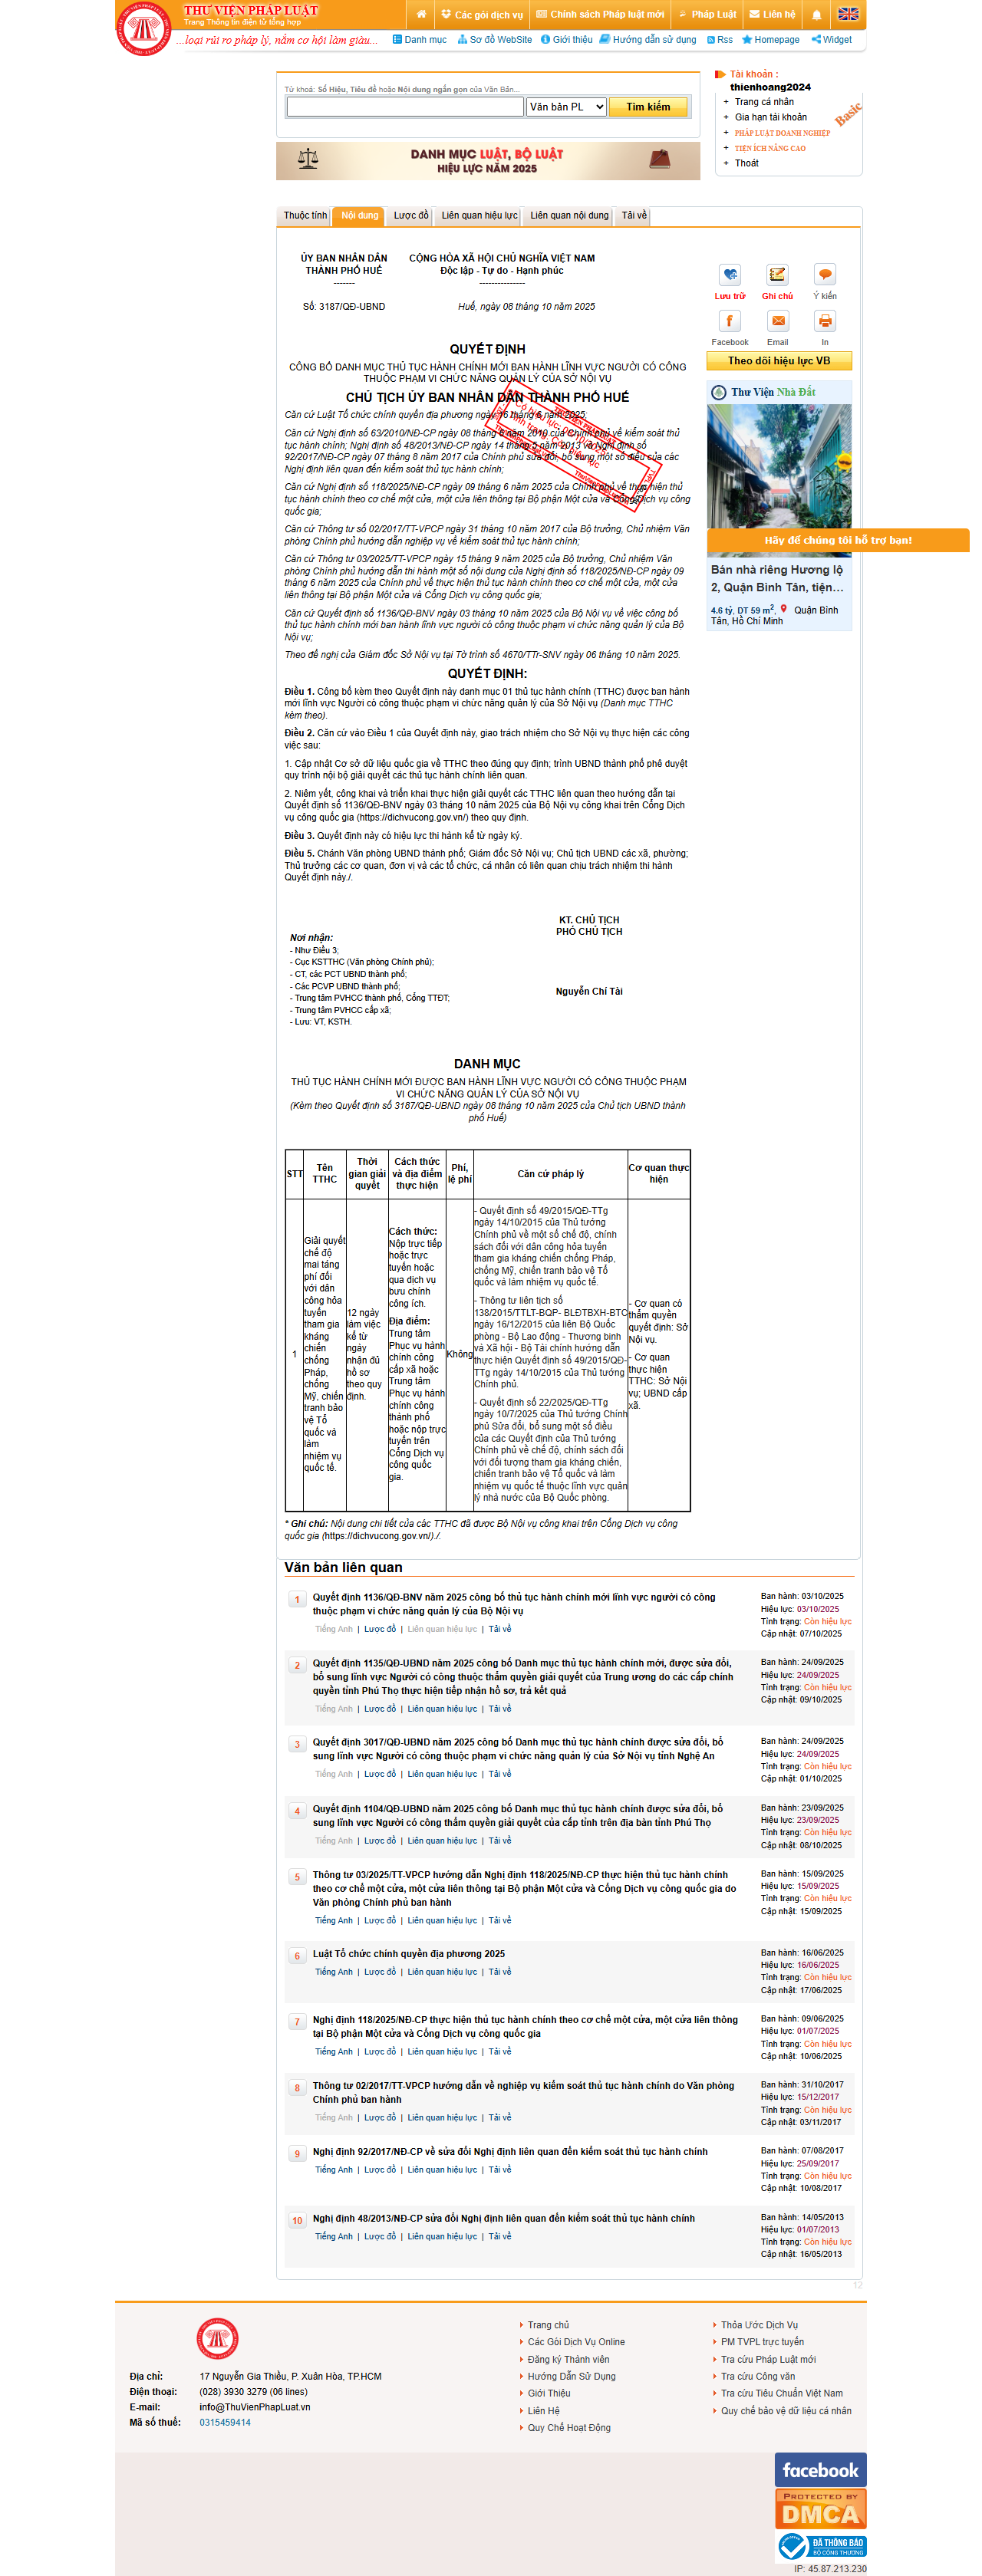 THƯ VIỆN PHÁP LUẬT
Trang Thông tin điện tử tổng hợp
...loại rủi ro pháp lý, nắm cơ hội làm giàu...
Các gói dịch vụ
Chính sách Pháp luật mới
Pháp Luật
Liên hệ
Danh mục
Sơ đồ WebSite
Giới thiệu
Hướng dẫn sử dụng
Rss
Homepage
Widget
Từ khoá: Số Hiệu, Tiêu đề hoặc Nội dung ngắn gọn của Văn Bản...
Văn bản PL
Tìm kiếm
DANH MỤC LUẬT, BỘ LUẬT
HIỆU LỰC NĂM 2025
Tài khoản :
thienhoang2024
+ Trang cá nhân
+ Gia hạn tài khoản
+ PHÁP LUẬT DOANH NGHIỆP
+ TIỆN ÍCH NÂNG CAO
+ Thoát
Basic
Thuộc tính
Nội dung
Lược đồ
Liên quan hiệu lực
Liên quan nội dung
Tải về
ỦY BAN NHÂN DÂN
THÀNH PHỐ HUẾ
-------
CỘNG HÒA XÃ HỘI CHỦ NGHĨA VIỆT NAM
Độc lập - Tự do - Hạnh phúc
---------------
Số: 3187/QĐ-UBND
Huế, ngày 08 tháng 10 năm 2025
QUYẾT ĐỊNH
CÔNG BỐ DANH MỤC THỦ TỤC HÀNH CHÍNH MỚI BAN HÀNH LĨNH VỰC NGƯỜI CÓ CÔNG
THUỘC PHẠM VI CHỨC NĂNG QUẢN LÝ CỦA SỞ NỘI VỤ
CHỦ TỊCH ỦY BAN NHÂN DÂN THÀNH PHỐ HUẾ
Căn cứ Luật Tổ chức chính quyền địa phương ngày 16 tháng 6 năm 2025;
Căn cứ Nghị định số 63/2010/NĐ-CP ngày 08 tháng 6 năm 2010 của Chính phủ về kiểm soát thủ
tục hành chính; Nghị định số 48/2013/NĐ-CP ngày 14 tháng 5 năm 2013 và Nghị định số
92/2017/NĐ-CP ngày 07 tháng 8 năm 2017 của Chính phủ sửa đổi, bổ sung một số điều của các
Nghị định liên quan đến kiểm soát thủ tục hành chính;
Căn cứ Nghị định số 118/2025/NĐ-CP ngày 09 tháng 6 năm 2025 của Chính phủ về thực hiện thủ
tục hành chính theo cơ chế một cửa, một cửa liên thông tại Bộ phận Một cửa và Cổng Dịch vụ công
quốc gia;
Căn cứ Thông tư số 02/2017/TT-VPCP ngày 31 tháng 10 năm 2017 của Bộ trưởng, Chủ nhiệm Văn
phòng Chính phủ hướng dẫn nghiệp vụ về kiểm soát thủ tục hành chính;
Căn cứ Thông tư 03/2025/TT-VPCP ngày 15 tháng 9 năm 2025 của Bộ trưởng, Chủ nhiệm Văn
phòng Chính phủ hướng dẫn thi hành một số nội dung của Nghị định số 118/2025/NĐ-CP ngày 09
tháng 6 năm 2025 của Chính phủ về thực hiện thủ tục hành chính theo cơ chế một cửa, một cửa
liên thông tại Bộ phận Một cửa và Cổng Dịch vụ công quốc gia;
Căn cứ Quyết định số 1136/QĐ-BNV ngày 03 tháng 10 năm 2025 của Bộ Nội vụ về việc công bố
thủ tục hành chính mới ban hành lĩnh vực người có công thuộc phạm vi chức năng quản lý của Bộ
Nội vụ;
Theo đề nghị của Giám đốc Sở Nội vụ tại Tờ trình số 4670/TTr-SNV ngày 06 tháng 10 năm 2025.
QUYẾT ĐỊNH:
Điều 1. Công bố kèm theo Quyết định này danh mục 01 thủ tục hành chính (TTHC) được ban hành
mới lĩnh vực Người có công thuộc phạm vi chức năng quản lý của Sở Nội vụ (Danh mục TTHC
kèm theo).
Điều 2. Căn cứ vào Điều 1 của Quyết định này, giao trách nhiệm cho Sở Nội vụ thực hiện các công
việc sau:
1. Cập nhật Cơ sở dữ liệu quốc gia về TTHC theo đúng quy định; trình UBND thành phố phê duyệt
quy trình nội bộ giải quyết các thủ tục hành chính liên quan.
2. Niêm yết, công khai và triển khai thực hiện giải quyết các TTHC liên quan theo hướng dẫn tại
Quyết định số 1136/QĐ-BNV ngày 03 tháng 10 năm 2025 của Bộ Nội vụ công khai trên Cổng Dịch
vụ công quốc gia (https://dichvucong.gov.vn/) theo quy định.
Điều 3. Quyết định này có hiệu lực thi hành kể từ ngày ký.
Điều 5. Chánh Văn phòng UBND thành phố; Giám đốc Sở Nội vụ; Chủ tịch UBND các xã, phường;
Thủ trưởng các cơ quan, đơn vị và các tổ chức, cá nhân có liên quan chịu trách nhiệm thi hành
Quyết định này./.
Nơi nhận:
- Như Điều 3;
- Cục KSTTHC (Văn phòng Chính phủ);
- CT, các PCT UBND thành phố;
- Các PCVP UBND thành phố;
- Trung tâm PVHCC thành phố, Cổng TTĐT;
- Trung tâm PVHCC cấp xã;
- Lưu: VT, KSTH.
KT. CHỦ TỊCH
PHÓ CHỦ TỊCH
Nguyễn Chí Tài
DANH MỤC
THỦ TỤC HÀNH CHÍNH MỚI ĐƯỢC BAN HÀNH LĨNH VỰC NGƯỜI CÓ CÔNG THUỘC PHẠM
VI CHỨC NĂNG QUẢN LÝ CỦA SỞ NỘI VỤ
(Kèm theo Quyết định số 3187/QĐ-UBND ngày 08 tháng 10 năm 2025 của Chủ tịch UBND thành
phố Huế)
STT
Tên
TTHC
Thời
gian giải
quyết
Cách thức
và địa điểm
thực hiện
Phí,
lệ phí
Căn cứ pháp lý
Cơ quan thực
hiện
1
Giải quyết
chế độ
mai táng
phí đối
với dân
công hỏa
tuyến
tham gia
kháng
chiến
chống
Pháp,
chống
Mỹ, chiến
tranh bảo
vệ Tổ
quốc và
làm
nhiệm vụ
quốc tế.
12 ngày
làm việc
kể từ
ngày
nhận đủ
hồ sơ
theo quy
định.
Cách thức:
Nộp trực tiếp
hoặc trực
tuyến hoặc
qua dịch vụ
bưu chính
công ích.
Địa điểm:
Trung tâm
Phục vụ hành
chính công
cấp xã hoặc
Trung tâm
Phục vụ hành
chính công
thành phố
hoặc nộp trực
tuyến trên
Cổng Dịch vụ
công quốc
gia.
Không
- Quyết định số 49/2015/QĐ-TTg
ngày 14/10/2015 của Thủ tướng
Chính phủ về một số chế độ, chính
sách đối với dân công hỏa tuyến
tham gia kháng chiến chống Pháp,
chống Mỹ, chiến tranh bảo vệ Tổ
quốc và làm nhiệm vụ quốc tế.
- Thông tư liên tịch số
138/2015/TTLT-BQP- BLĐTBXH-BTC
ngày 16/12/2015 của liên Bộ Quốc
phòng - Bộ Lao động - Thương binh
và Xã hội - Bộ Tài chính hướng dẫn
thực hiện Quyết định số 49/2015/QĐ-
TTg ngày 14/10/2015 của Thủ tướng
Chính phủ.
- Quyết định số 22/2025/QĐ-TTg
ngày 10/7/2025 của Thủ tướng Chính
phủ Sửa đổi, bổ sung một số điều
của các Quyết định của Thủ tướng
Chính phủ về chế độ, chính sách đối
với đối tượng tham gia kháng chiến,
chiến tranh bảo vệ Tổ quốc và làm
nhiệm vụ quốc tế thuộc lĩnh vực quản
lý nhà nước của Bộ Quốc phòng.
- Cơ quan có
thẩm quyền
quyết định: Sở
Nội vụ.
- Cơ quan
thực hiện
TTHC: Sở Nội
vụ; UBND cấp
xã.
* Ghi chú: Nội dung chi tiết của các TTHC đã được Bộ Nội vụ công khai trên Cổng Dịch vụ công
quốc gia (https://dichvucong.gov.vn/)./.
Lưu trữ
Ghi chú
Ý kiến
Facebook
Email
In
Theo dõi hiệu lực VB
Thư Viện Nhà Đất
Hãy để chúng tôi hỗ trợ bạn!
Bán nhà riêng Hương lộ
2, Quận Bình Tân, tiện...
4.6 tỷ, DT 59 m2, Quận Bình
Tân, Hồ Chí Minh
Văn bản liên quan
1
Quyết định 1136/QĐ-BNV năm 2025 công bố thủ tục hành chính mới lĩnh vực người có công
thuộc phạm vi chức năng quản lý của Bộ Nội vụ
Tiếng Anh | Lược đồ | Liên quan hiệu lực | Tải về
Ban hành: 03/10/2025
Hiệu lực: 03/10/2025
Tình trạng: Còn hiệu lực
Cập nhật: 07/10/2025
2
Quyết định 1135/QĐ-UBND năm 2025 công bố Danh mục thủ tục hành chính mới, được sửa đổi,
bổ sung lĩnh vực Người có công thuộc thẩm quyền giải quyết của Trung ương do các cấp chính
quyền tỉnh Phú Thọ thực hiện tiếp nhận hồ sơ, trả kết quả
Tiếng Anh | Lược đồ | Liên quan hiệu lực | Tải về
Ban hành: 24/09/2025
Hiệu lực: 24/09/2025
Tình trạng: Còn hiệu lực
Cập nhật: 09/10/2025
3
Quyết định 3017/QĐ-UBND năm 2025 công bố Danh mục thủ tục hành chính được sửa đổi, bổ
sung lĩnh vực Người có công thuộc phạm vi chức năng quản lý của Sở Nội vụ tỉnh Nghệ An
Tiếng Anh | Lược đồ | Liên quan hiệu lực | Tải về
Ban hành: 24/09/2025
Hiệu lực: 24/09/2025
Tình trạng: Còn hiệu lực
Cập nhật: 01/10/2025
4
Quyết định 1104/QĐ-UBND năm 2025 công bố Danh mục thủ tục hành chính được sửa đổi, bổ
sung lĩnh vực Người có công thẩm quyền giải quyết của cấp tỉnh trên địa bàn tỉnh Phú Thọ
Tiếng Anh | Lược đồ | Liên quan hiệu lực | Tải về
Ban hành: 23/09/2025
Hiệu lực: 23/09/2025
Tình trạng: Còn hiệu lực
Cập nhật: 08/10/2025
5
Thông tư 03/2025/TT-VPCP hướng dẫn Nghị định 118/2025/NĐ-CP thực hiện thủ tục hành chính
theo cơ chế một cửa, một cửa liên thông tại Bộ phận Một cửa và Cổng Dịch vụ công quốc gia do
Văn phòng Chính phủ ban hành
Tiếng Anh | Lược đồ | Liên quan hiệu lực | Tải về
Ban hành: 15/09/2025
Hiệu lực: 15/09/2025
Tình trạng: Còn hiệu lực
Cập nhật: 15/09/2025
6
Luật Tổ chức chính quyền địa phương 2025
Tiếng Anh | Lược đồ | Liên quan hiệu lực | Tải về
Ban hành: 16/06/2025
Hiệu lực: 16/06/2025
Tình trạng: Còn hiệu lực
Cập nhật: 17/06/2025
7
Nghị định 118/2025/NĐ-CP thực hiện thủ tục hành chính theo cơ chế một cửa, một cửa liên thông
tại Bộ phận Một cửa và Cổng Dịch vụ công quốc gia
Tiếng Anh | Lược đồ | Liên quan hiệu lực | Tải về
Ban hành: 09/06/2025
Hiệu lực: 01/07/2025
Tình trạng: Còn hiệu lực
Cập nhật: 10/06/2025
8
Thông tư 02/2017/TT-VPCP hướng dẫn về nghiệp vụ kiểm soát thủ tục hành chính do Văn phòng
Chính phủ ban hành
Tiếng Anh | Lược đồ | Liên quan hiệu lực | Tải về
Ban hành: 31/10/2017
Hiệu lực: 15/12/2017
Tình trạng: Còn hiệu lực
Cập nhật: 03/11/2017
9
Nghị định 92/2017/NĐ-CP về sửa đổi Nghị định liên quan đến kiểm soát thủ tục hành chính
Tiếng Anh | Lược đồ | Liên quan hiệu lực | Tải về
Ban hành: 07/08/2017
Hiệu lực: 25/09/2017
Tình trạng: Còn hiệu lực
Cập nhật: 10/08/2017
10
Nghị định 48/2013/NĐ-CP sửa đổi Nghị định liên quan đến kiểm soát thủ tục hành chính
Tiếng Anh | Lược đồ | Liên quan hiệu lực | Tải về
Ban hành: 14/05/2013
Hiệu lực: 01/07/2013
Tình trạng: Còn hiệu lực
Cập nhật: 16/05/2013
12
Địa chỉ: 17 Nguyễn Gia Thiều, P. Xuân Hòa, TP.HCM
Điện thoại: (028) 3930 3279 (06 lines)
E-mail: info@ThuVienPhapLuat.vn
Mã số thuế: 0315459414
Trang chủ
Các Gói Dịch Vụ Online
Đăng ký Thành viên
Hướng Dẫn Sử Dụng
Giới Thiệu
Liên Hệ
Quy Chế Hoạt Động
Thỏa Ước Dịch Vụ
PM TVPL trực tuyến
Tra cứu Pháp Luật mới
Tra cứu Công văn
Tra cứu Tiêu Chuẩn Việt Nam
Quy chế bảo vệ dữ liệu cá nhân
facebook
PROTECTED BY
DMCA
ĐÃ THÔNG BÁO
BỘ CÔNG THƯƠNG
IP: 45.87.213.230